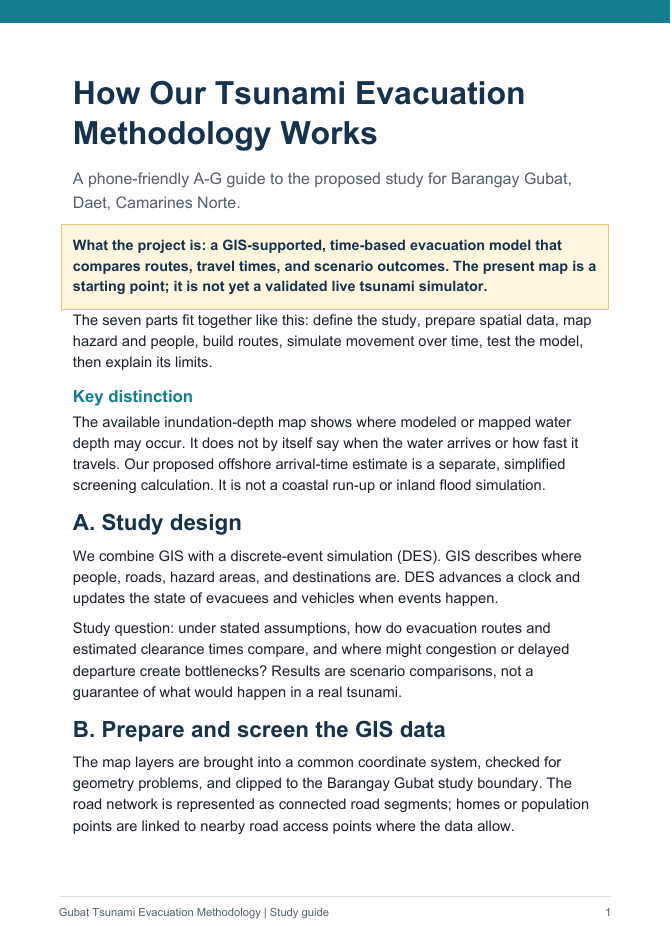 How Our Tsunami Evacuation
Methodology Works
A phone-friendly A-G guide to the proposed study for Barangay Gubat,
Daet, Camarines Norte.
What the project is: a GIS-supported, time-based evacuation model that
compares routes, travel times, and scenario outcomes. The present map is a
starting point; it is not yet a validated live tsunami simulator.
The seven parts fit together like this: define the study, prepare spatial data, map
hazard and people, build routes, simulate movement over time, test the model,
then explain its limits.
Key distinction
The available inundation-depth map shows where modeled or mapped water
depth may occur. It does not by itself say when the water arrives or how fast it
travels. Our proposed offshore arrival-time estimate is a separate, simplified
screening calculation. It is not a coastal run-up or inland flood simulation.
A. Study design
We combine GIS with a discrete-event simulation (DES). GIS describes where
people, roads, hazard areas, and destinations are. DES advances a clock and
updates the state of evacuees and vehicles when events happen.
Study question: under stated assumptions, how do evacuation routes and
estimated clearance times compare, and where might congestion or delayed
departure create bottlenecks? Results are scenario comparisons, not a
guarantee of what would happen in a real tsunami.
B. Prepare and screen the GIS data
The map layers are brought into a common coordinate system, checked for
geometry problems, and clipped to the Barangay Gubat study boundary. The
road network is represented as connected road segments; homes or population
points are linked to nearby road access points where the data allow.
Gubat Tsunami Evacuation Methodology | Study guide
1